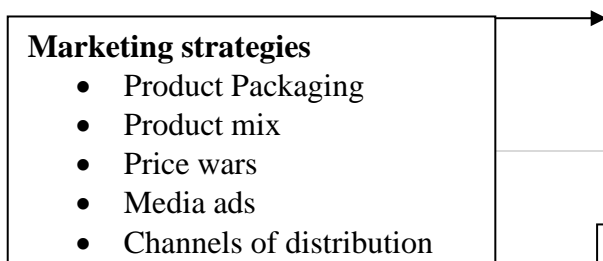 Marketing strategies
• Product Packaging
• Product mix
• Price wars
• Media ads
• Channels of distribution